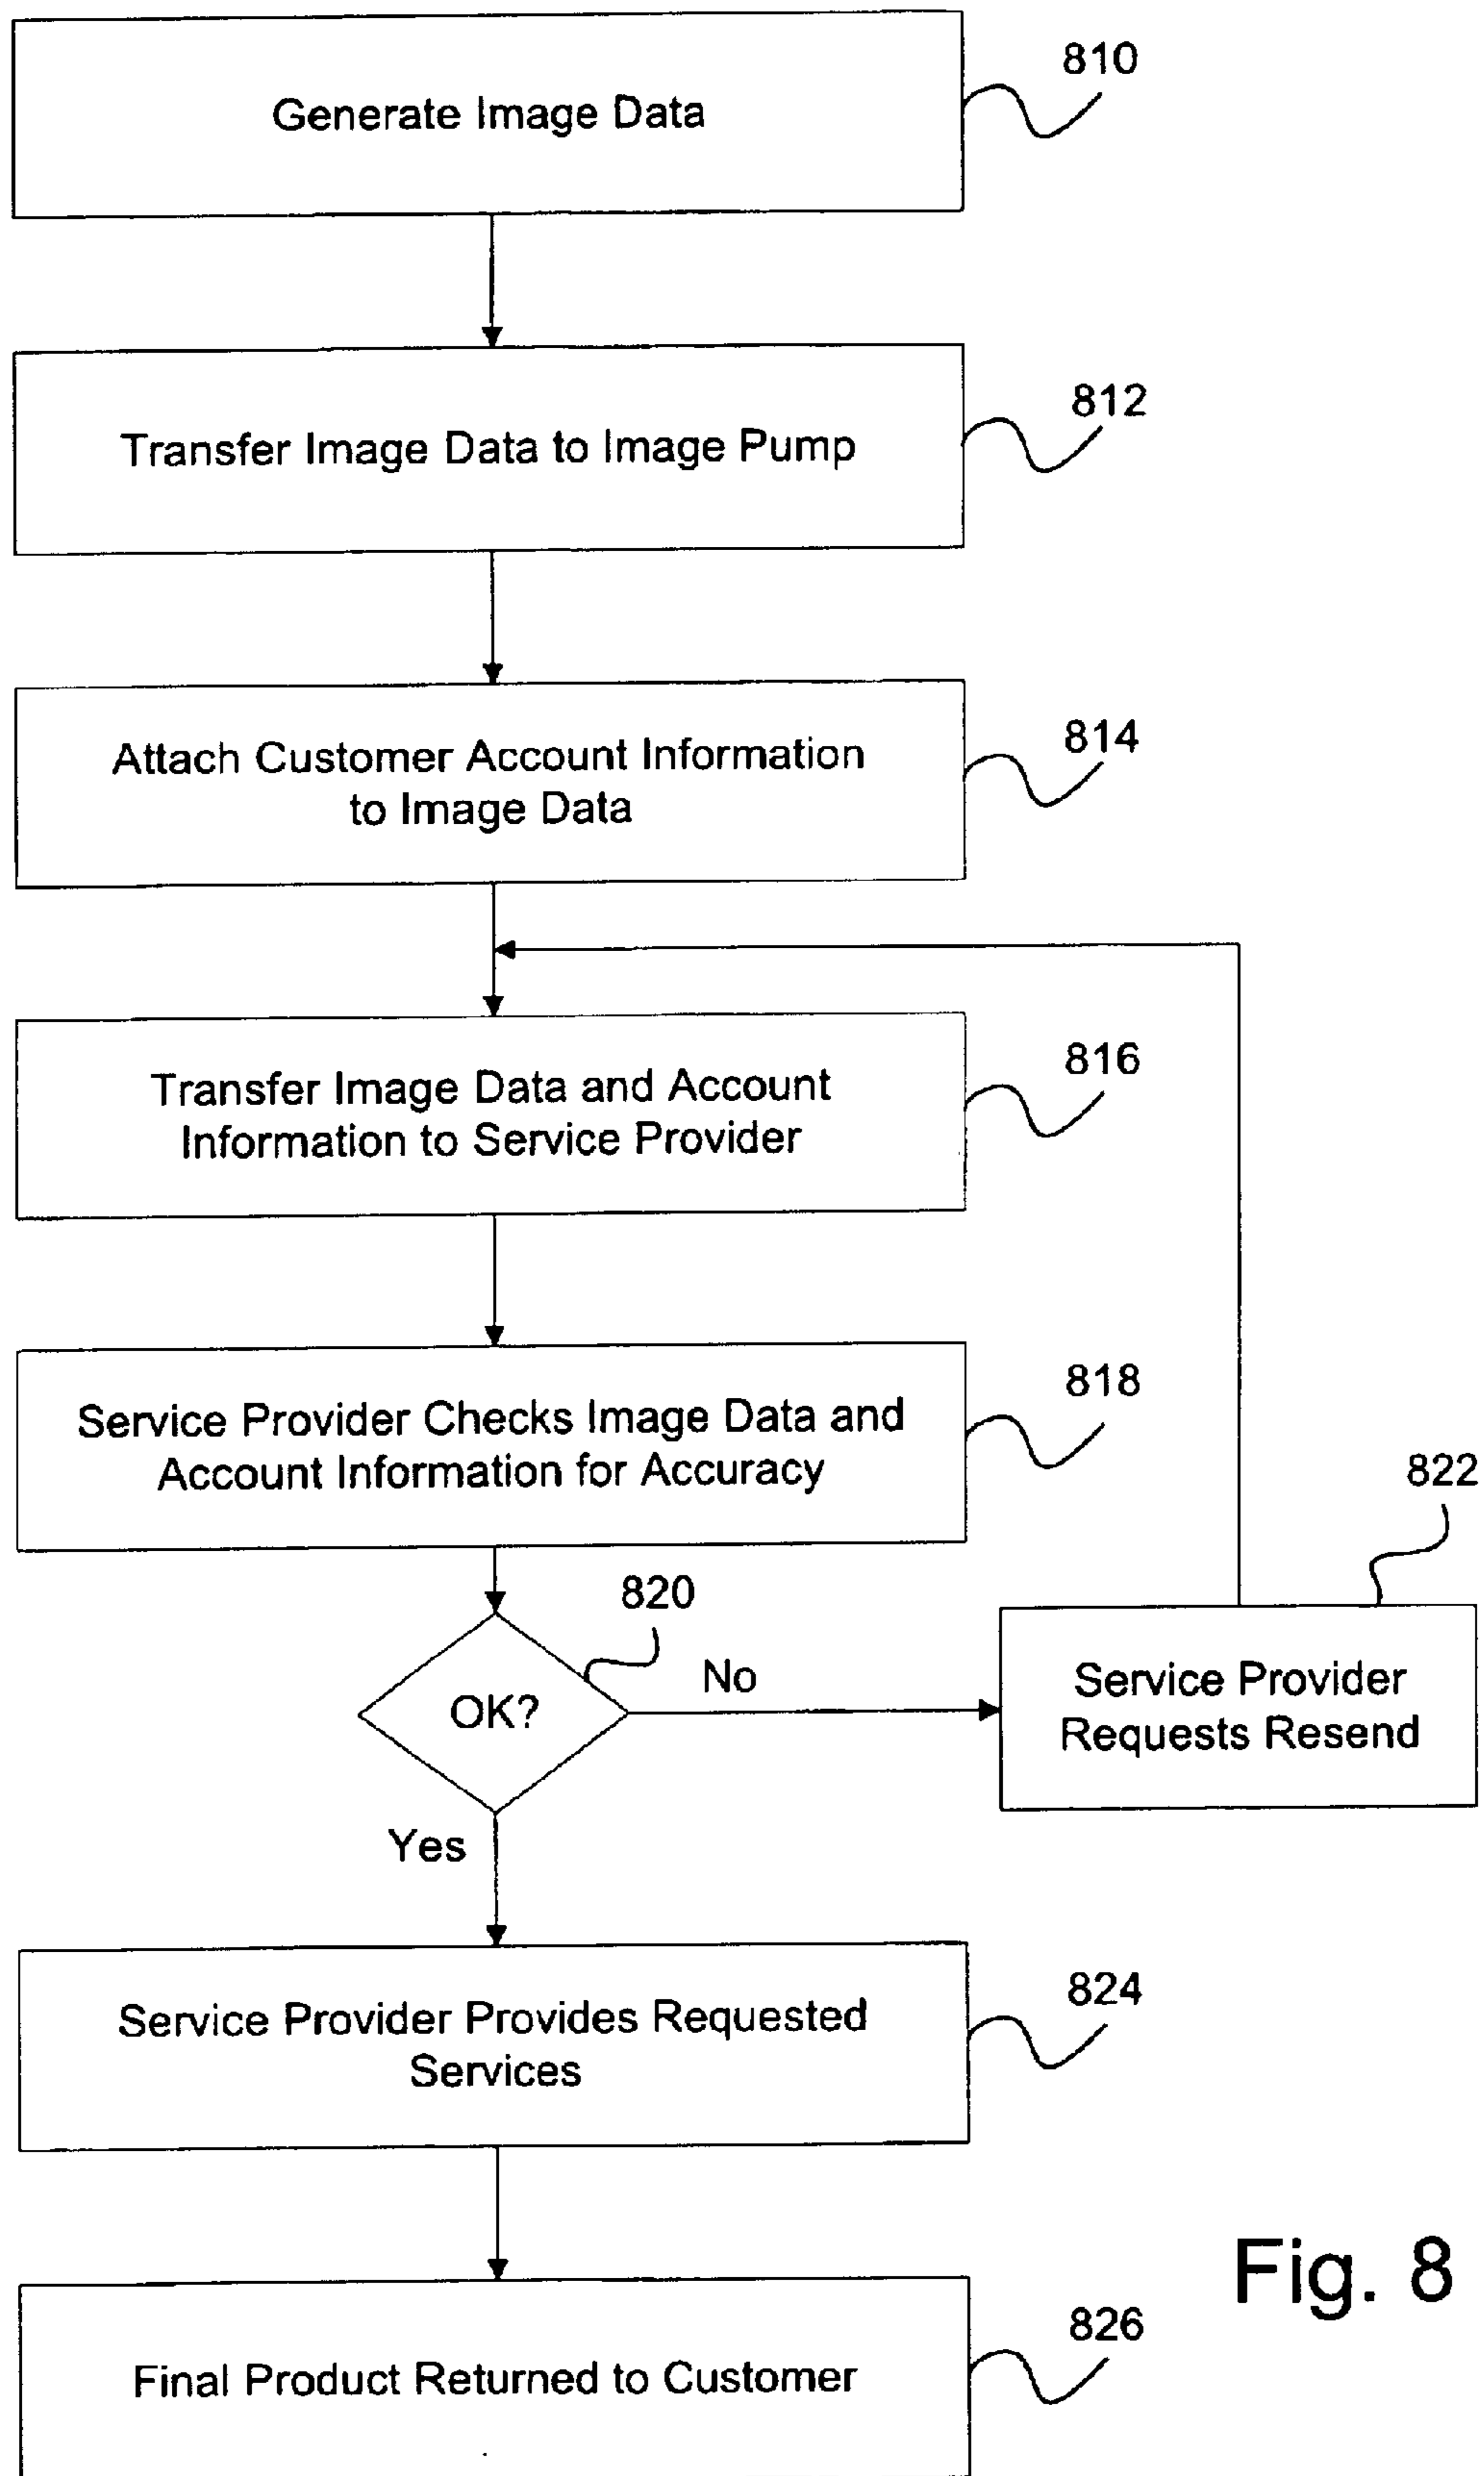 810
Generate Image Data
812
Transfer Image Data to Image Pump
814
Attach Customer Account Information
to Image Data
816
Transfer Image Data and Account
Information to Service Provider
818
Service Provider Checks Image Data and
Account Information for Accuracy
822
820
No
OK?
Service Provider
Requests Resend
Yes
824
Service Provider Provides Requested
Services
Fig. 8
826
Final Product Returned to Customer